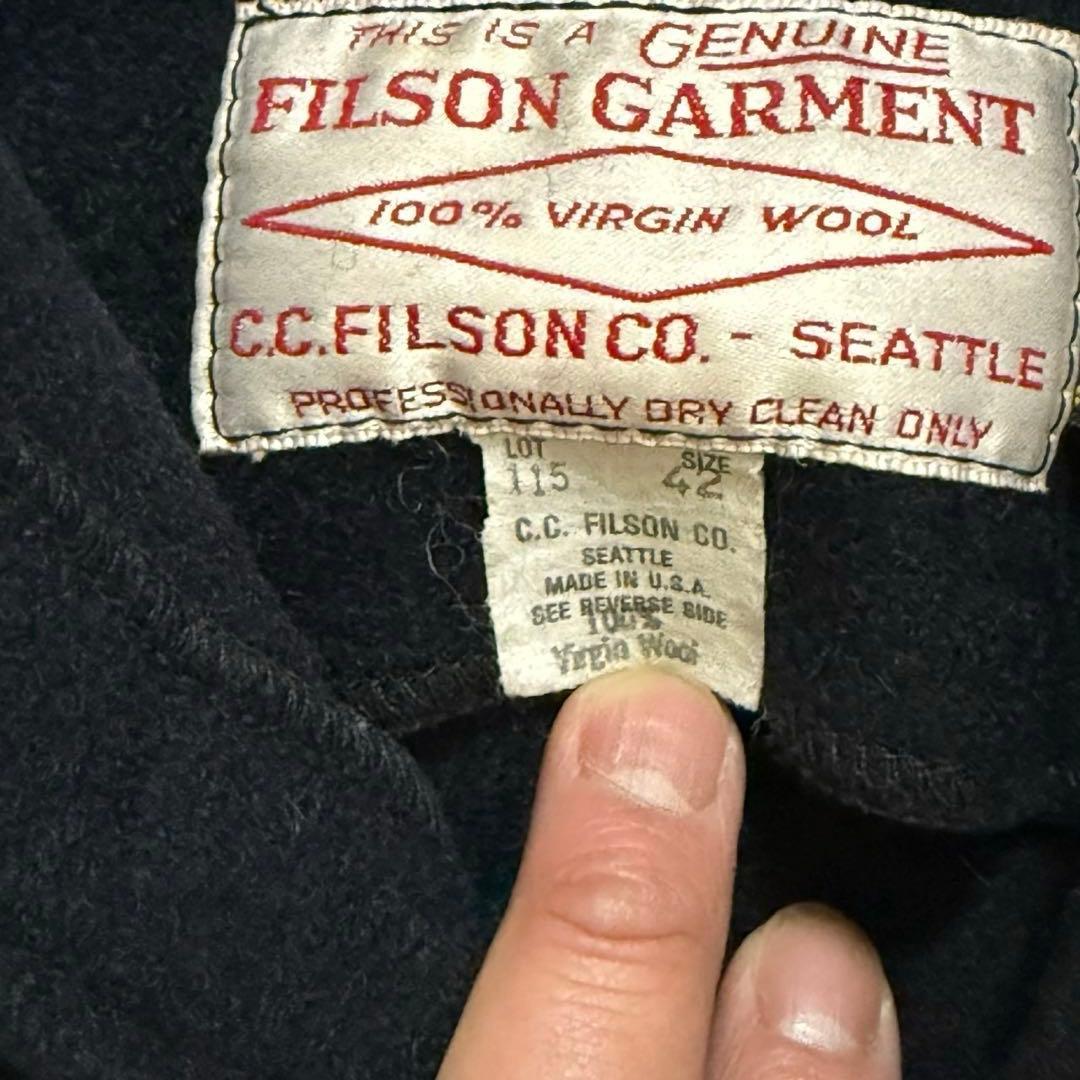 THIS IS A GENUINE
FILSON GARMENT
100% VIRGIN WOOL
C.C.FILSON CO. - SEATTLE
PROFESSIONALLY DRY CLEAN ONLY
LOT SIZE
115 42
C.C. FILSON CO.
SEATTLE
MADE IN U.S.A.
SEE REVERSE SIDE
100%
Virgin Wool